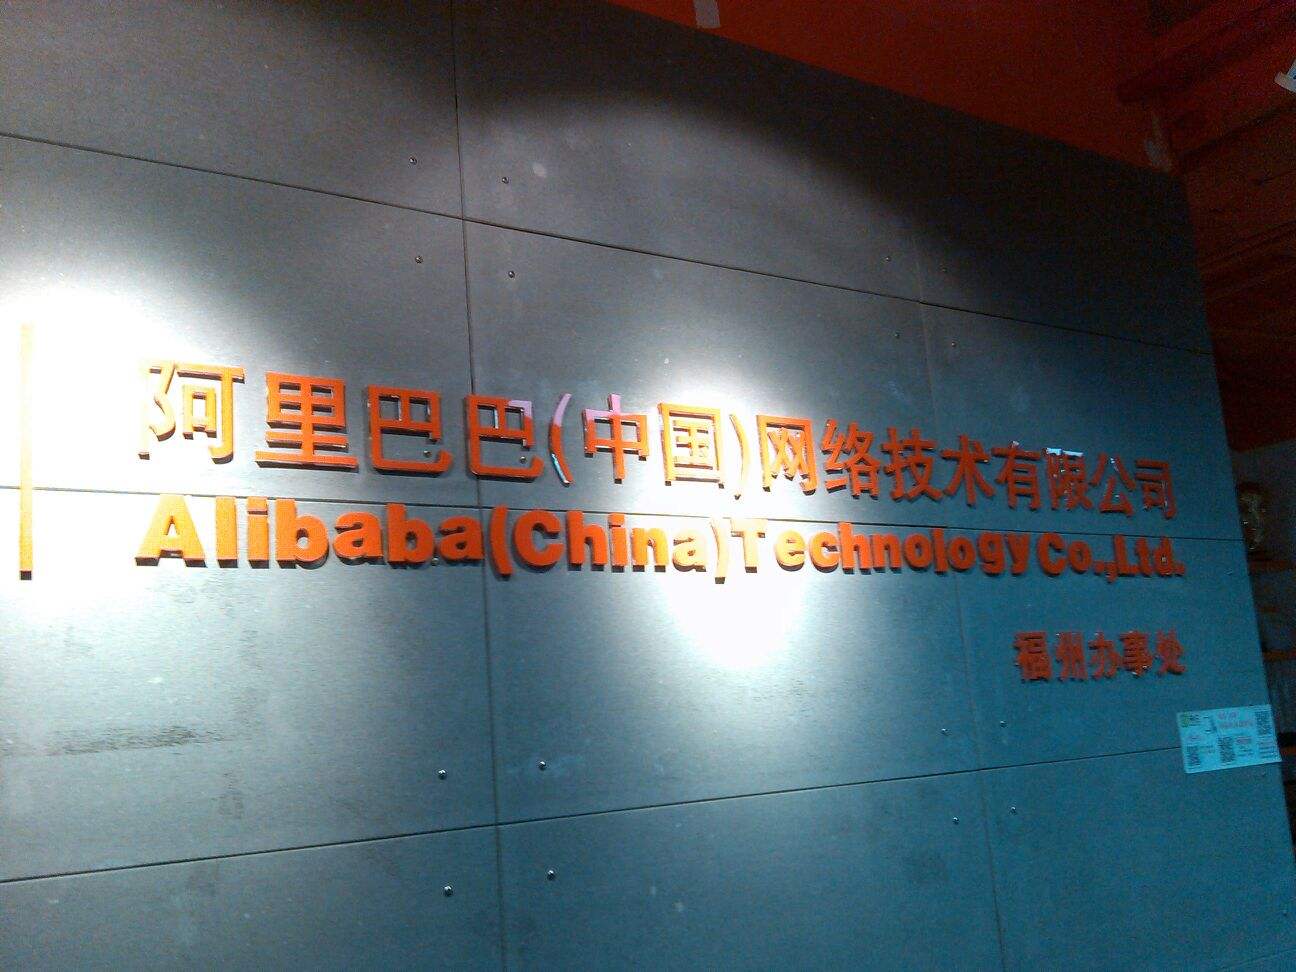 阿里巴巴(中国)网络技术有限公司
Alibaba(China)Technology Co.,Ltd.
福州办事处